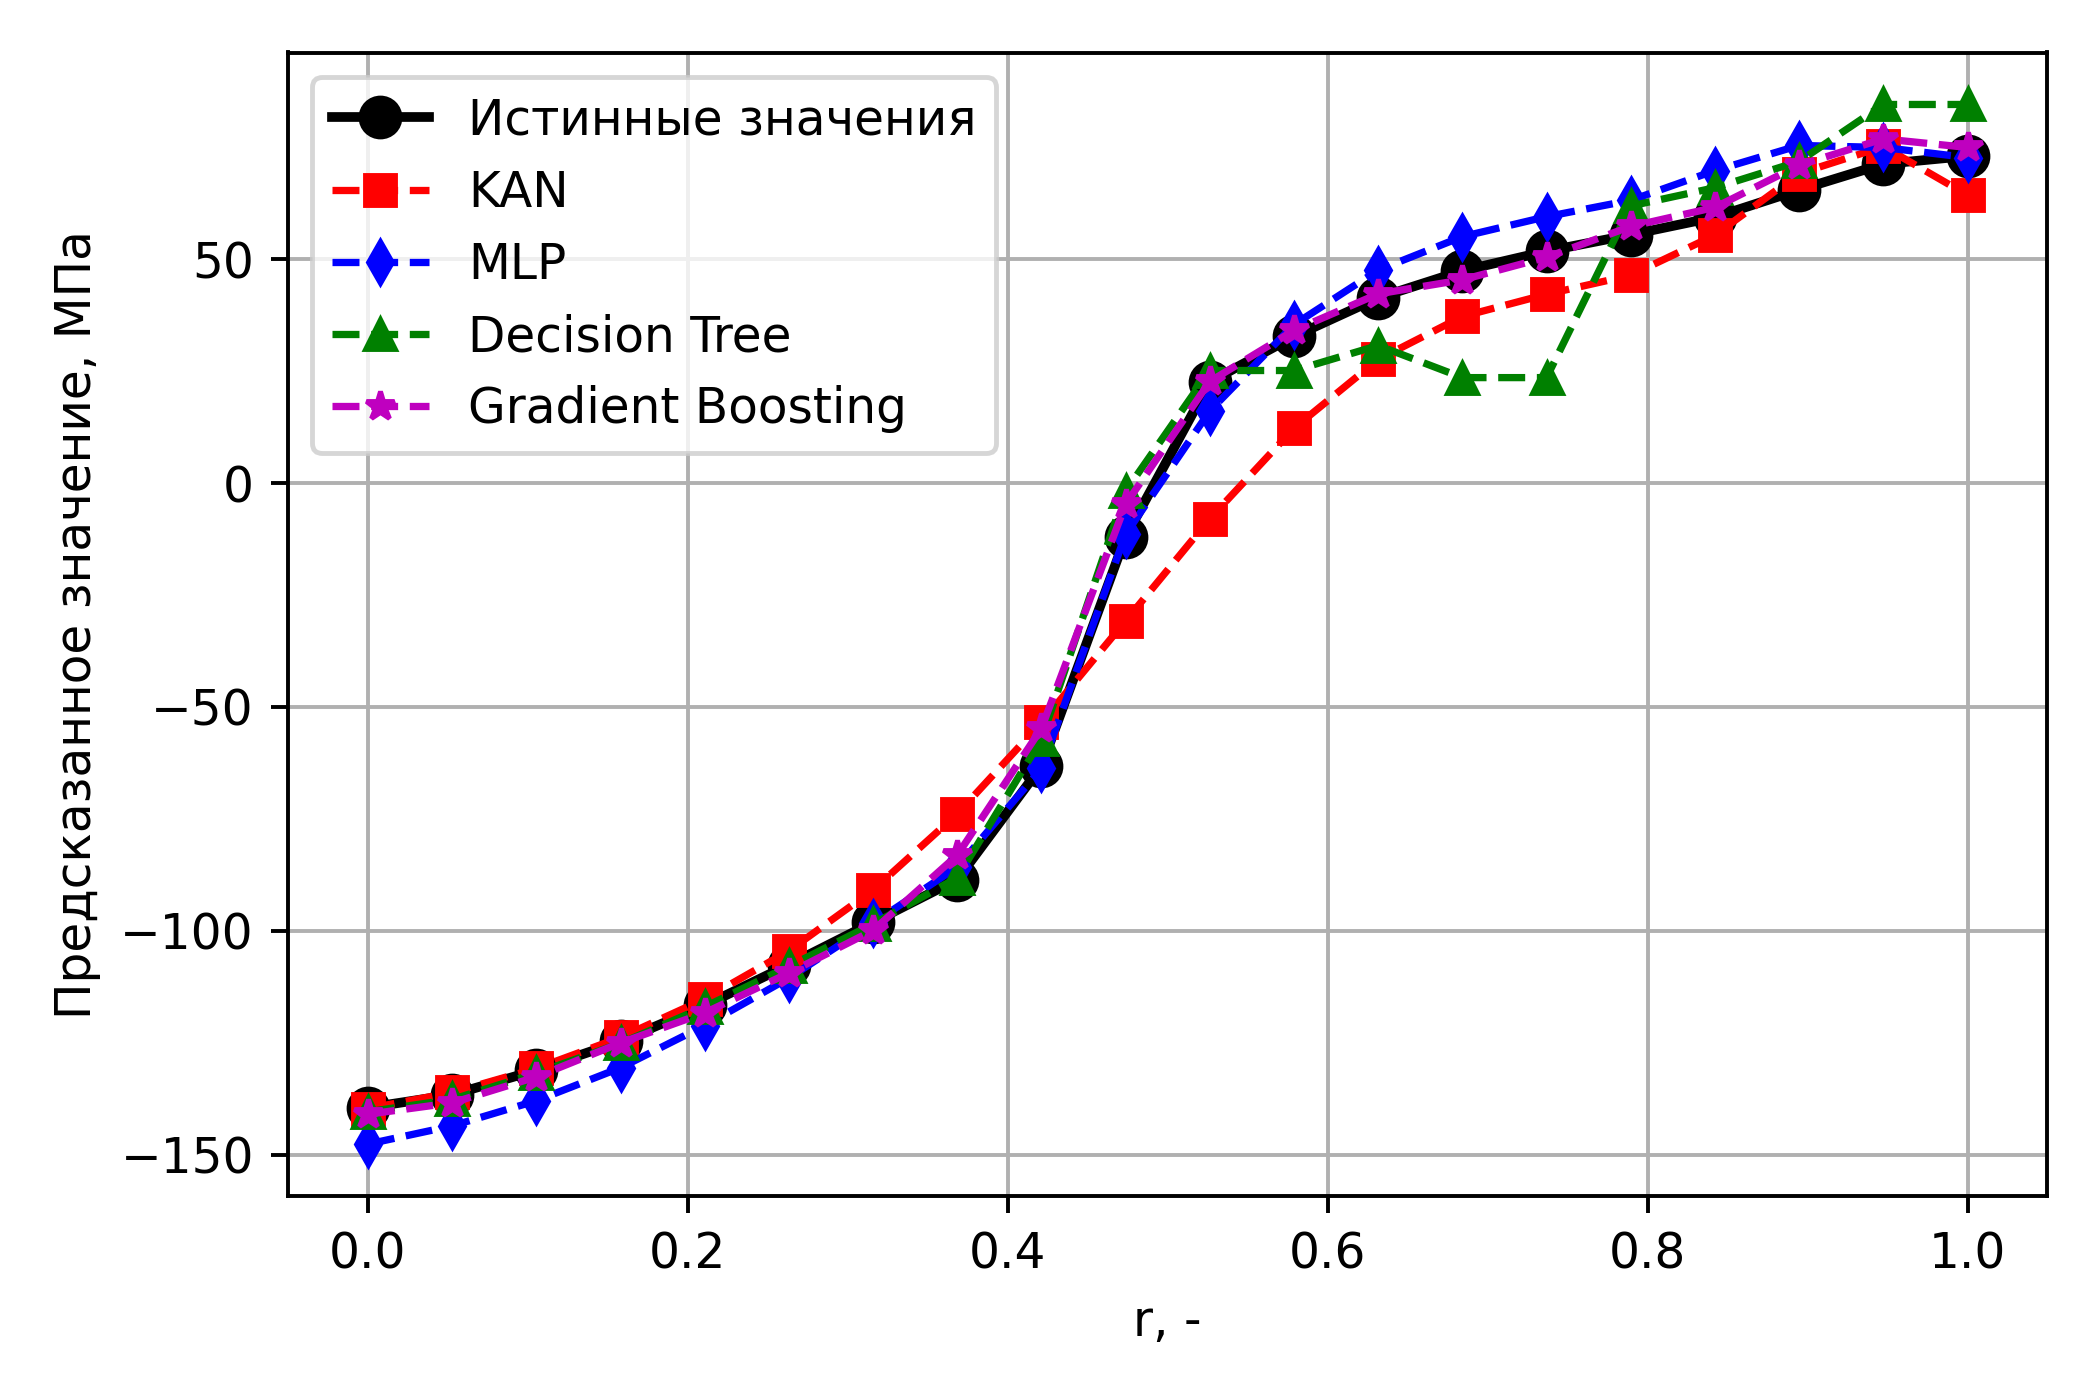 Истинные значения
KAN
MLP
Decision Tree
Gradient Boosting
Предсказанное значение, МПа
50
0
−50
−100
−150
0.0 0.2 0.4 0.6 0.8 1.0
r, -